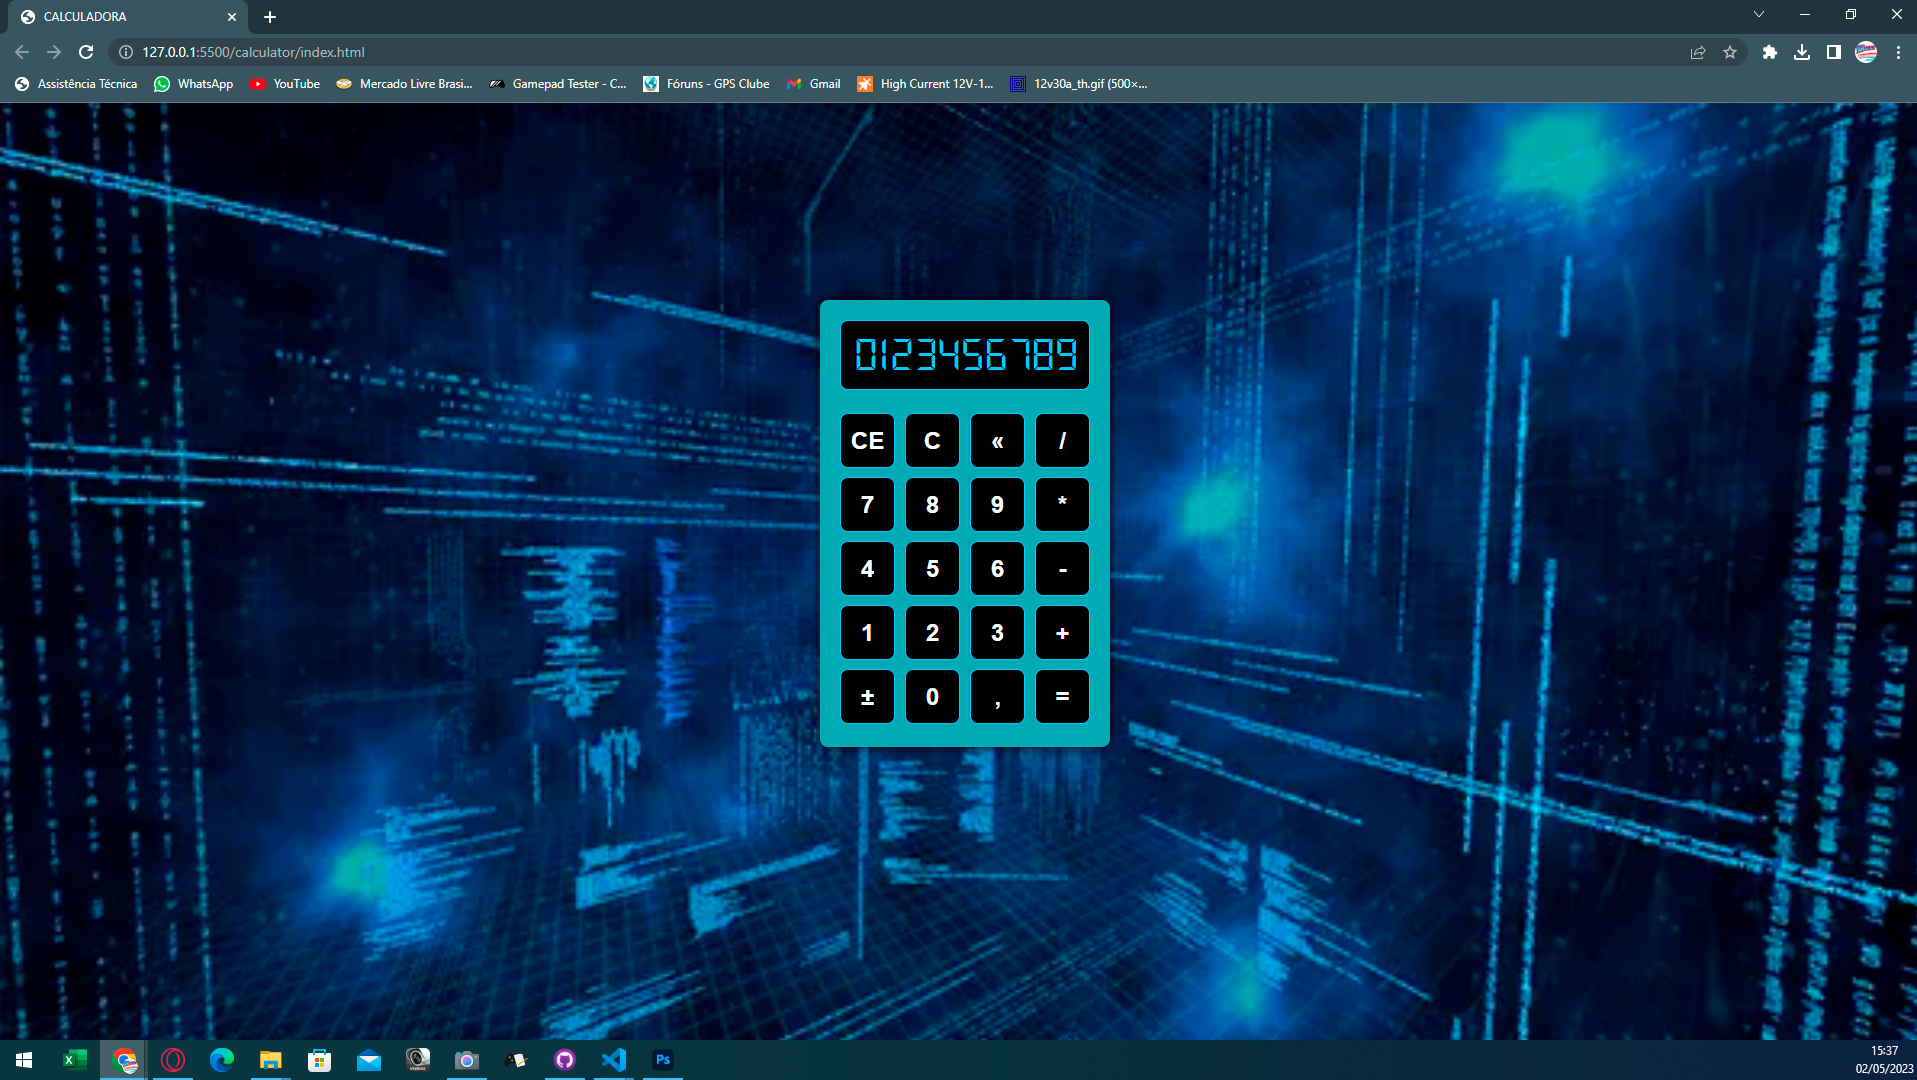 CALCULADORA
127.0.0.1:5500/calculator/index.html
Assistência Técnica WhatsApp YouTube Mercado Livre Brasi... Gamepad Tester - C... Fóruns - GPS Clube Gmail High Current 12V-1... 12v30a_th.gif (500×...
0123456789
CE C « /
7 8 9 *
4 5 6 -
1 2 3 +
± 0 , =
Ps
15:37
02/05/2023